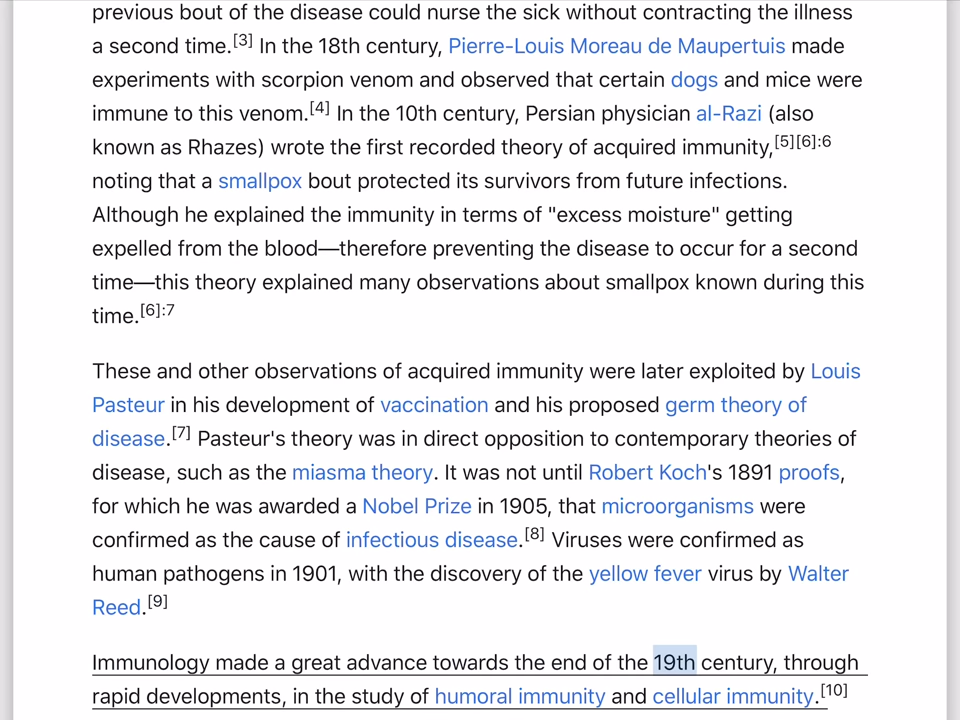 previous bout of the disease could nurse the sick without contracting the illness
a second time.[3] In the 18th century, Pierre-Louis Moreau de Maupertuis made
experiments with scorpion venom and observed that certain dogs and mice were
immune to this venom.[4] In the 10th century, Persian physician al-Razi (also
known as Rhazes) wrote the first recorded theory of acquired immunity,[5][6]:6
noting that a smallpox bout protected its survivors from future infections.
Although he explained the immunity in terms of "excess moisture" getting
expelled from the blood—therefore preventing the disease to occur for a second
time—this theory explained many observations about smallpox known during this
time.[6]:7
These and other observations of acquired immunity were later exploited by Louis
Pasteur in his development of vaccination and his proposed germ theory of
disease.[7] Pasteur's theory was in direct opposition to contemporary theories of
disease, such as the miasma theory. It was not until Robert Koch's 1891 proofs,
for which he was awarded a Nobel Prize in 1905, that microorganisms were
confirmed as the cause of infectious disease.[8] Viruses were confirmed as
human pathogens in 1901, with the discovery of the yellow fever virus by Walter
Reed.[9]
Immunology made a great advance towards the end of the 19th century, through
rapid developments, in the study of humoral immunity and cellular immunity.[10]